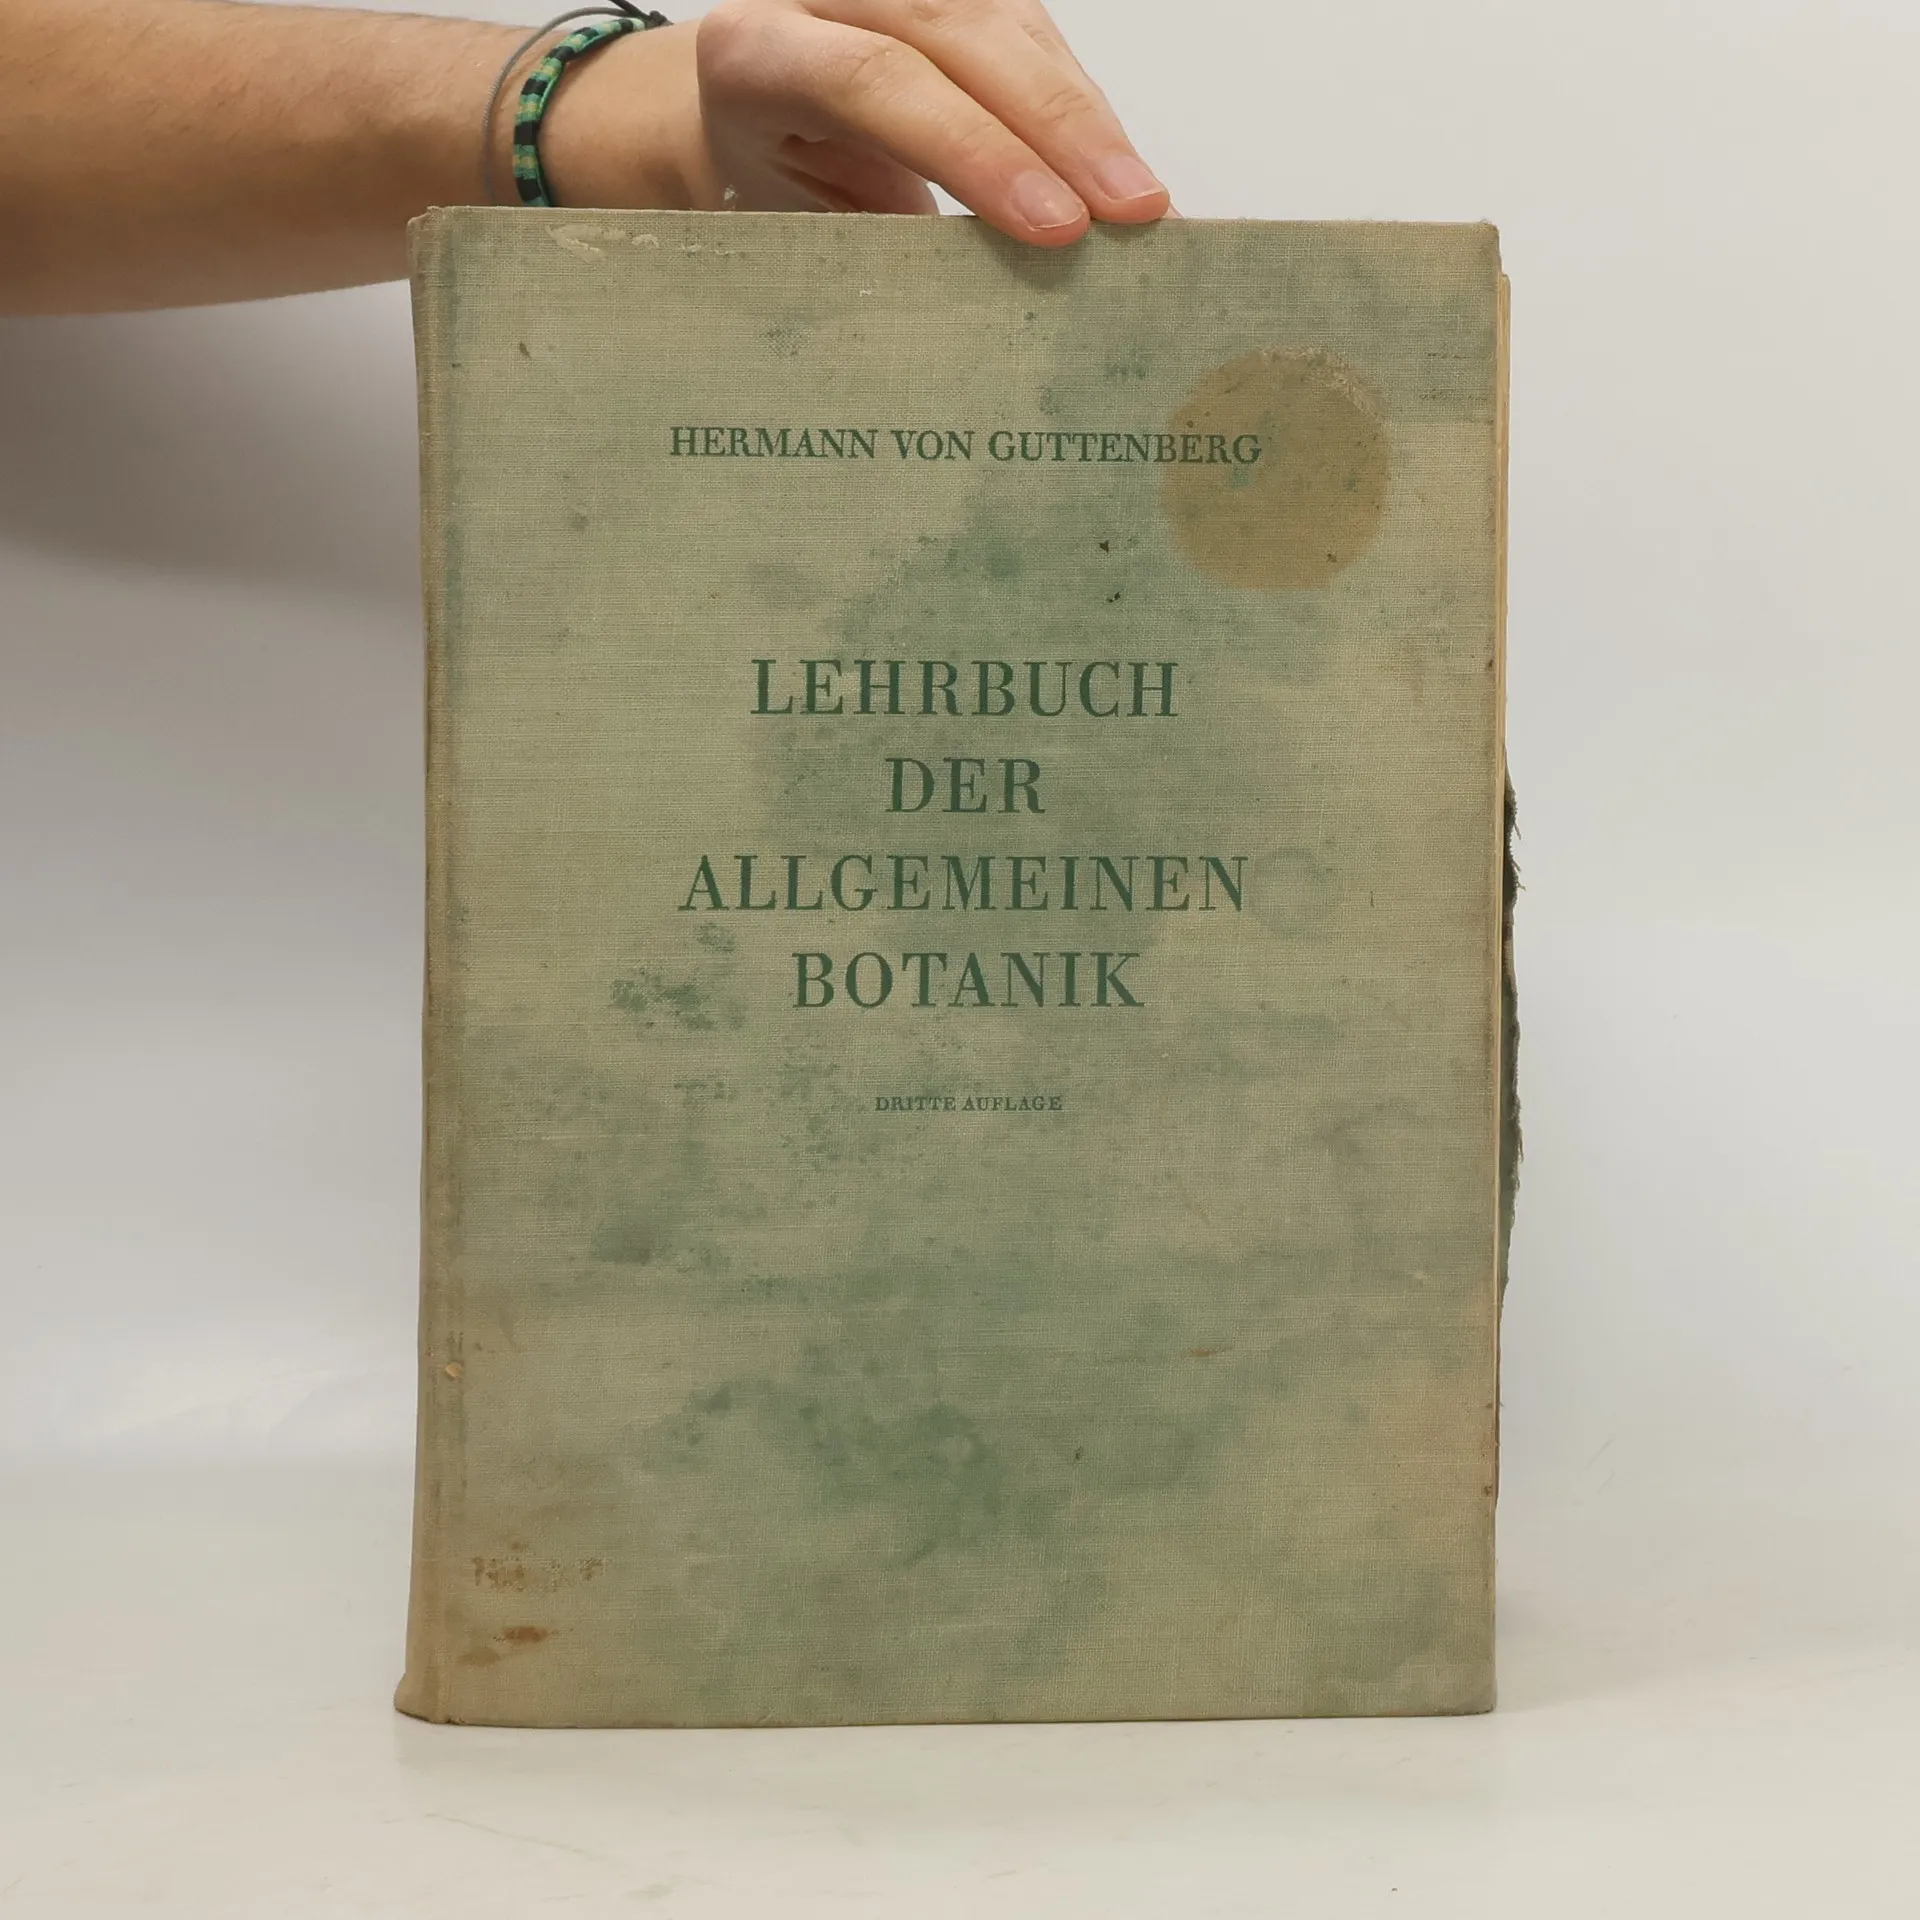 HERMANN VON GUTTENBERG
LEHRBUCH
DER
ALLGEMEINEN
BOTANIK
DRITTE AUFLAGE